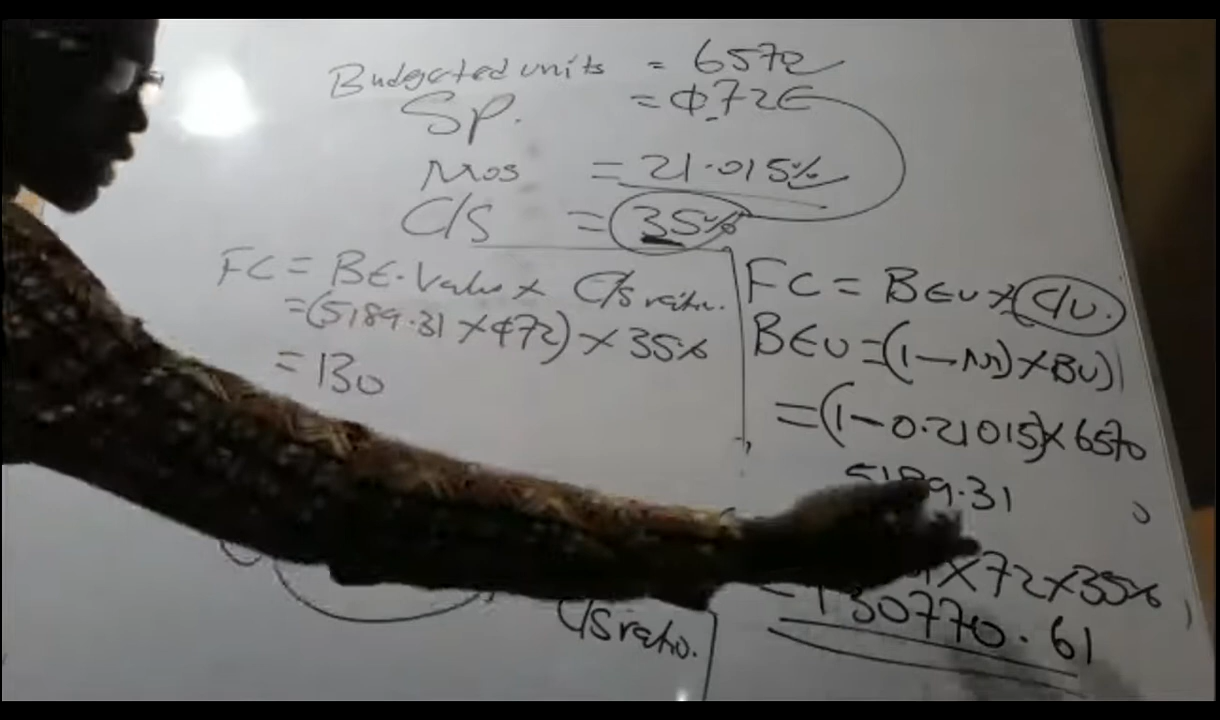 Budgeted units = 6570
SP. = ¢72
MOS = 21.015%
C/S = 35%
FC = BE.Value x C/s ratio.
= (5189.31 x ¢72) x 35%
= 130
FC = BEU x C/U.
BEU = (1 - M) x BU)
= (1 - 0.21015) x 6570
5189.31
x 72 x 35%
= 130770.61
C/S ratio.